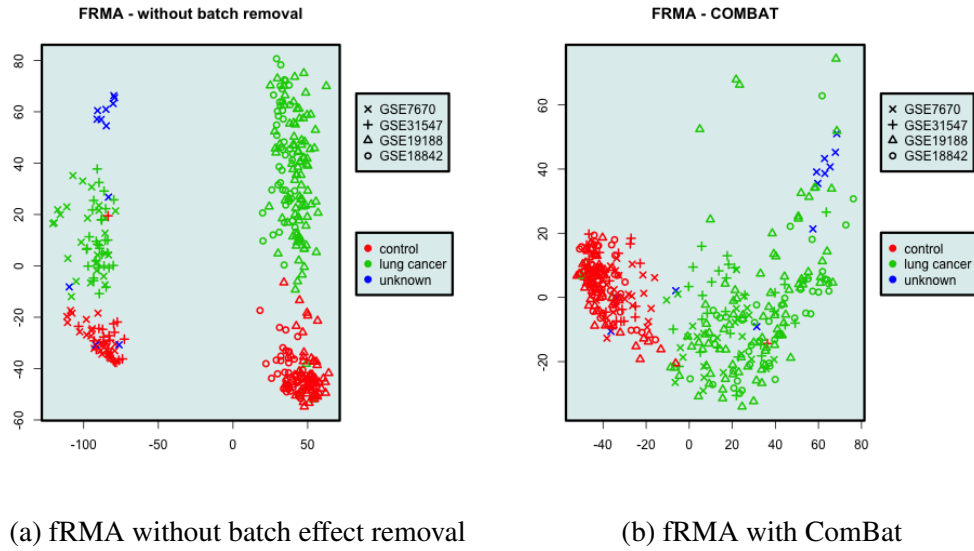 FRMA - without batch removal
80
60
40
20
0
-20
-40
-60
-100
-50
0
50
GSE7670
GSE31547
GSE19188
GSE18842
control
lung cancer
unknown
(a) fRMA without batch effect removal
FRMA - COMBAT
60
40
20
0
-20
-40
-20
0
20
40
60
80
GSE7670
GSE31547
GSE19188
GSE18842
control
lung cancer
unknown
(b) fRMA with ComBat